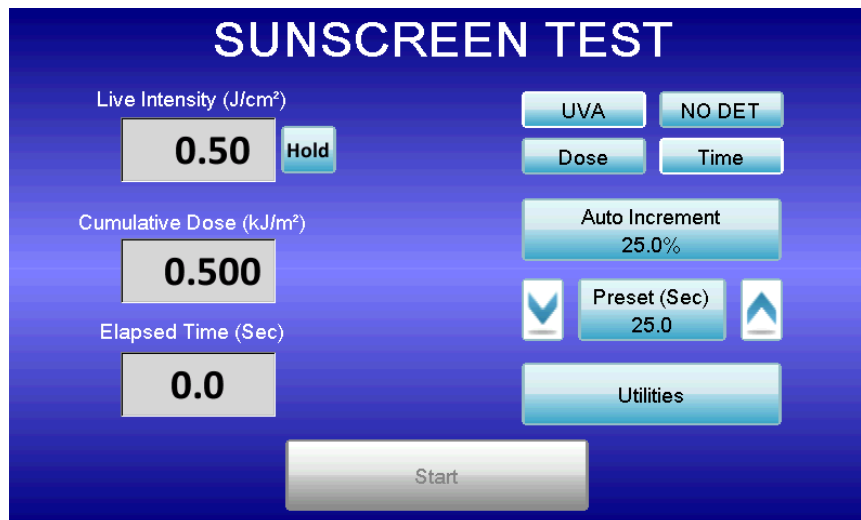 SUNSCREEN TEST
Live Intensity (J/cm²)
0.50
Hold
Cumulative Dose (kJ/m²)
0.500
Elapsed Time (Sec)
0.0
UVA
NO DET
Dose
Time
Auto Increment
25.0%
Preset (Sec)
25.0
Utilities
Start